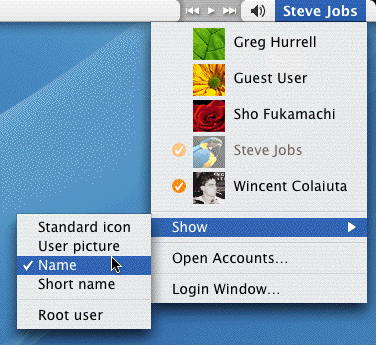 Steve Jobs
Greg Hurrell
Guest User
Sho Fukamachi
Steve Jobs
Wincent Colaiuta
Show
Open Accounts...
Login Window...
Standard icon
User picture
Name
Short name
Root user